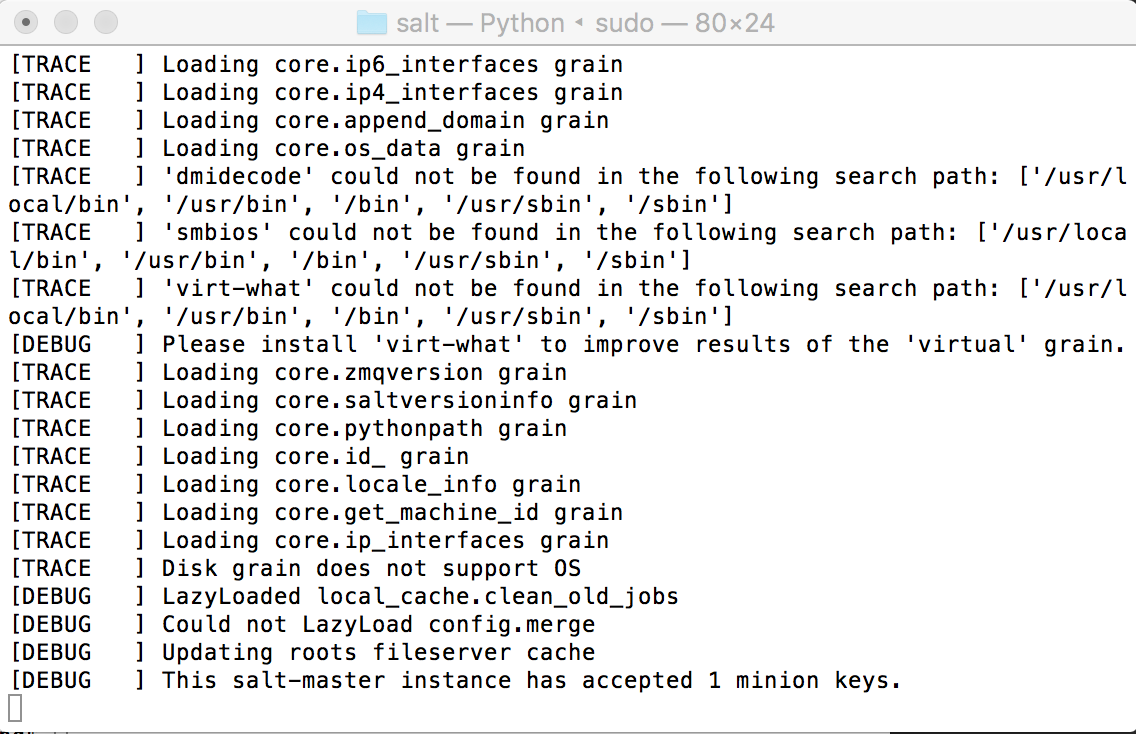 salt — Python ◂ sudo — 80×24
[TRACE   ] Loading core.ip6_interfaces grain
[TRACE   ] Loading core.ip4_interfaces grain
[TRACE   ] Loading core.append_domain grain
[TRACE   ] Loading core.os_data grain
[TRACE   ] 'dmidecode' could not be found in the following search path: ['/usr/l
ocal/bin', '/usr/bin', '/bin', '/usr/sbin', '/sbin']
[TRACE   ] 'smbios' could not be found in the following search path: ['/usr/loca
l/bin', '/usr/bin', '/bin', '/usr/sbin', '/sbin']
[TRACE   ] 'virt-what' could not be found in the following search path: ['/usr/l
ocal/bin', '/usr/bin', '/bin', '/usr/sbin', '/sbin']
[DEBUG   ] Please install 'virt-what' to improve results of the 'virtual' grain.
[TRACE   ] Loading core.zmqversion grain
[TRACE   ] Loading core.saltversioninfo grain
[TRACE   ] Loading core.pythonpath grain
[TRACE   ] Loading core.id_ grain
[TRACE   ] Loading core.locale_info grain
[TRACE   ] Loading core.get_machine_id grain
[TRACE   ] Loading core.ip_interfaces grain
[TRACE   ] Disk grain does not support OS
[DEBUG   ] LazyLoaded local_cache.clean_old_jobs
[DEBUG   ] Could not LazyLoad config.merge
[DEBUG   ] Updating roots fileserver cache
[DEBUG   ] This salt-master instance has accepted 1 minion keys.